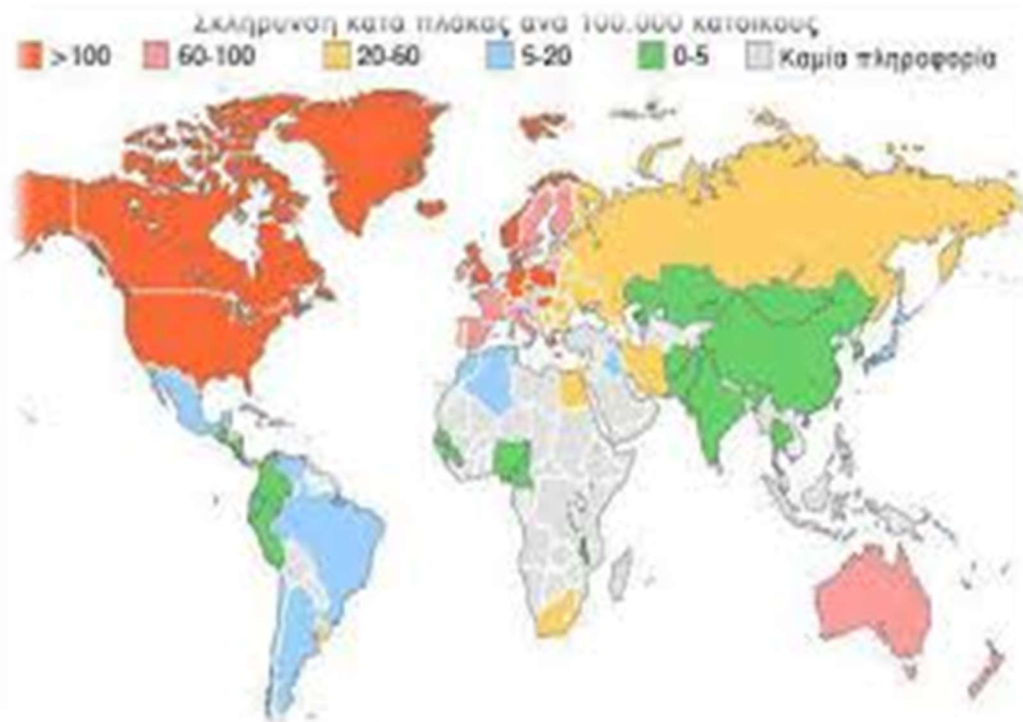 Σκλήρυνση κατά πλάκας ανά 100.000 κατοίκους
>100 60-100 20-60 5-20 0-5 Καμία πληροφορία